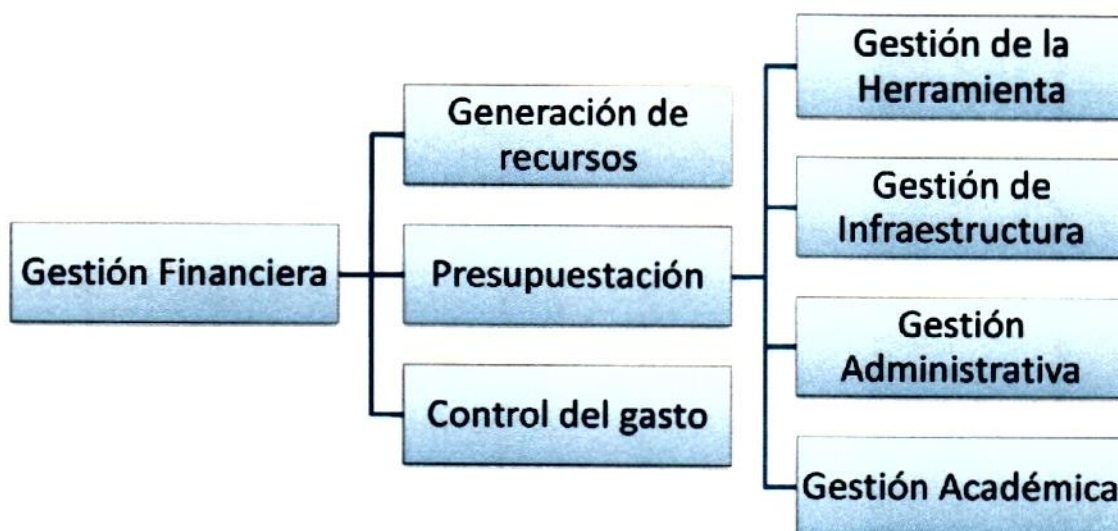 Gestión Financiera
Generación de
recursos
Presupuestación
Control del gasto
Gestión de la
Herramienta
Gestión de
Infraestructura
Gestión
Administrativa
Gestión Académica